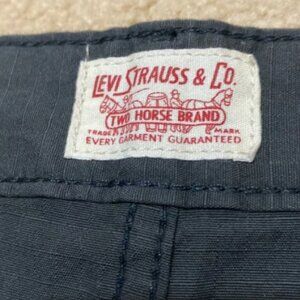 LEVI STRAUSS & CO.
TWO HORSE BRAND
TRADE MARK
EVERY GARMENT GUARANTEED